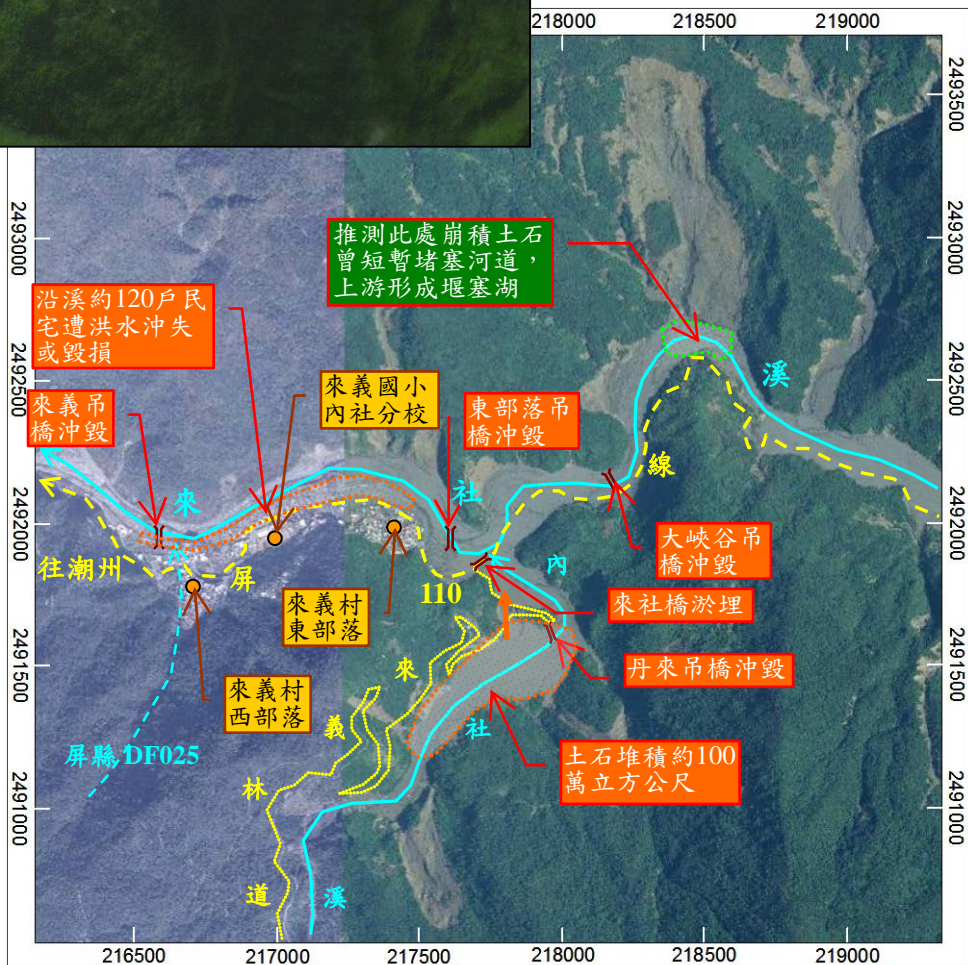 218000
218500
219000
2493500
2493000
2493000
推測此處崩積土石
曾短暫堵塞河道，
上游形成堰塞湖
沿溪約120戶民
宅遭洪水沖失
或毀損
2492500
2492500
來義國小
內社分校
東部落吊
橋沖毀
來義吊
橋沖毀
溪
線
來
社
2492000
2492000
大峽谷吊
橋沖毀
往潮州
屏
110
內
來義村
東部落
來社橋淤埋
2491500
2491500
丹來吊橋沖毀
來
義
社
來義村
西部落
屏縣 DF025
土石堆積約100
萬立方公尺
林
2491000
2491000
道
溪
216500
217000
217500
218000
218500
219000